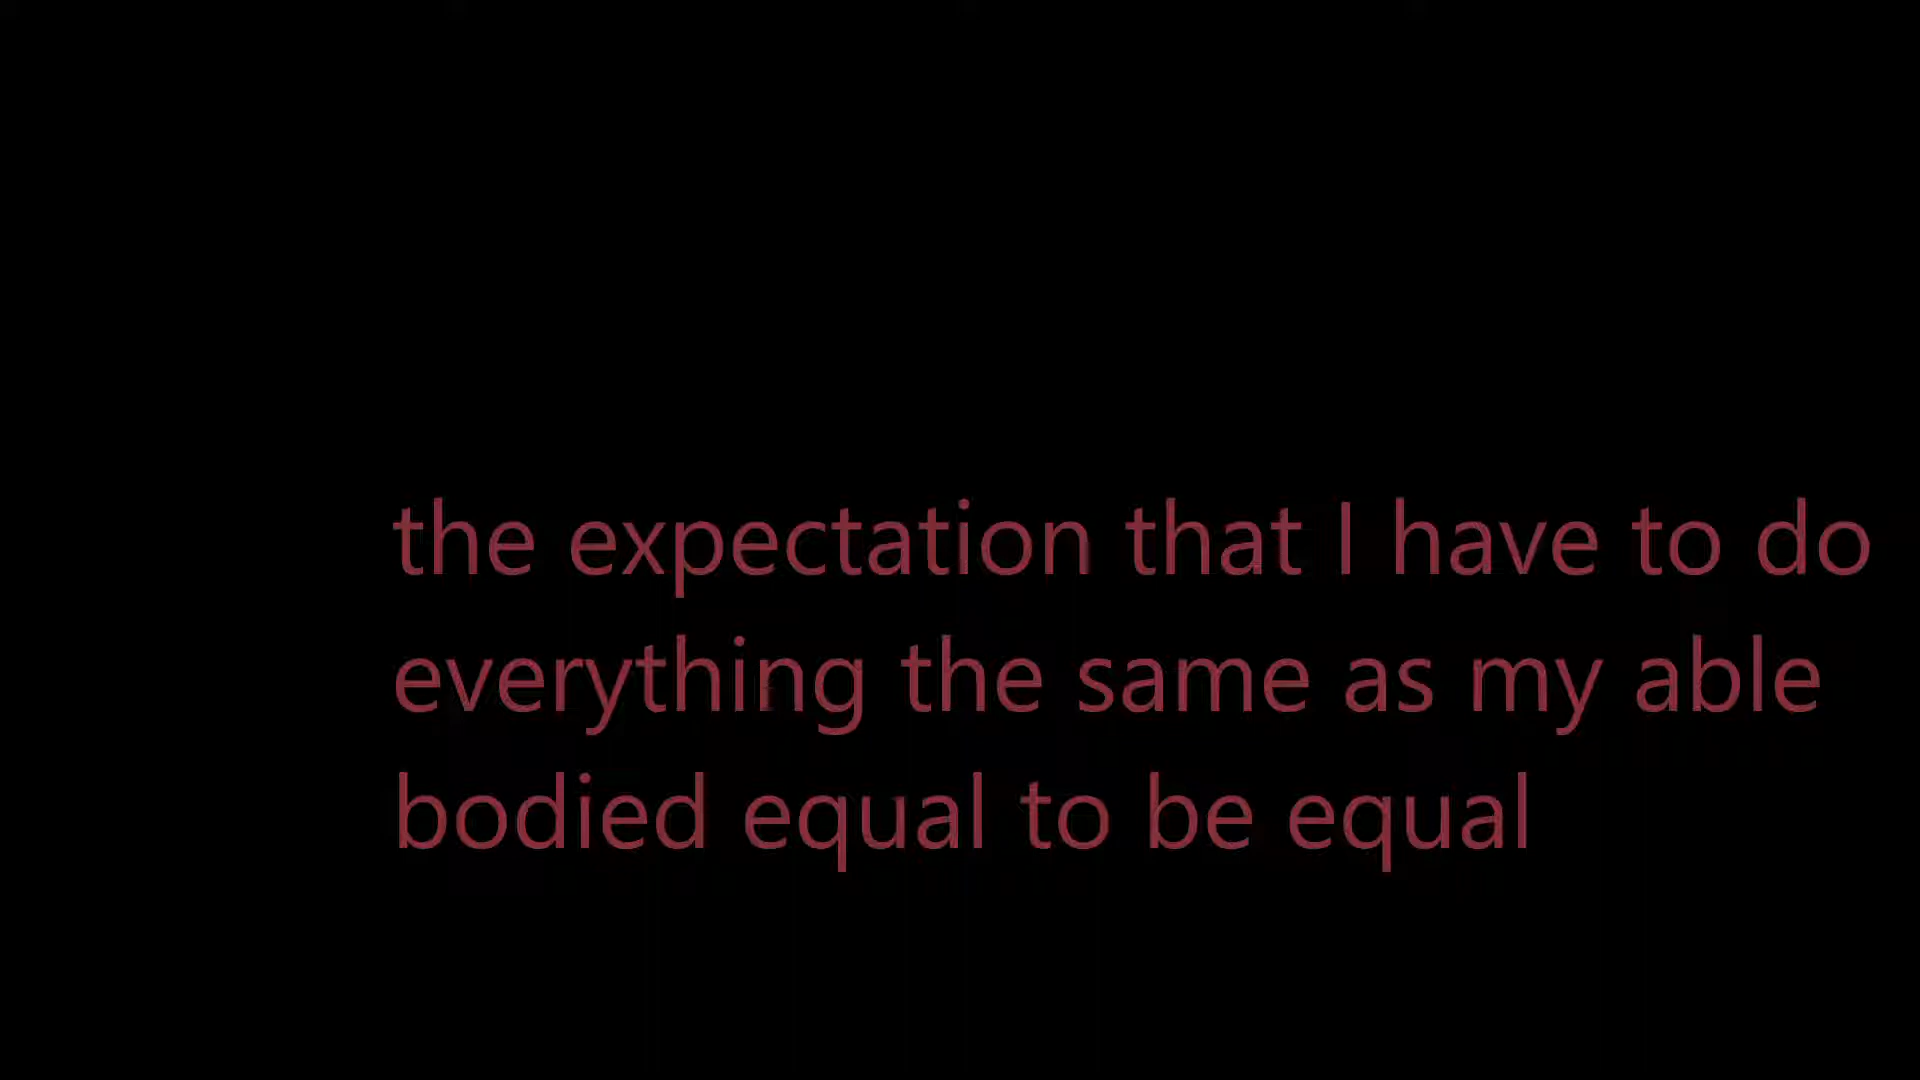 the expectation that I have to do
everything the same as my able
bodied equal to be equal